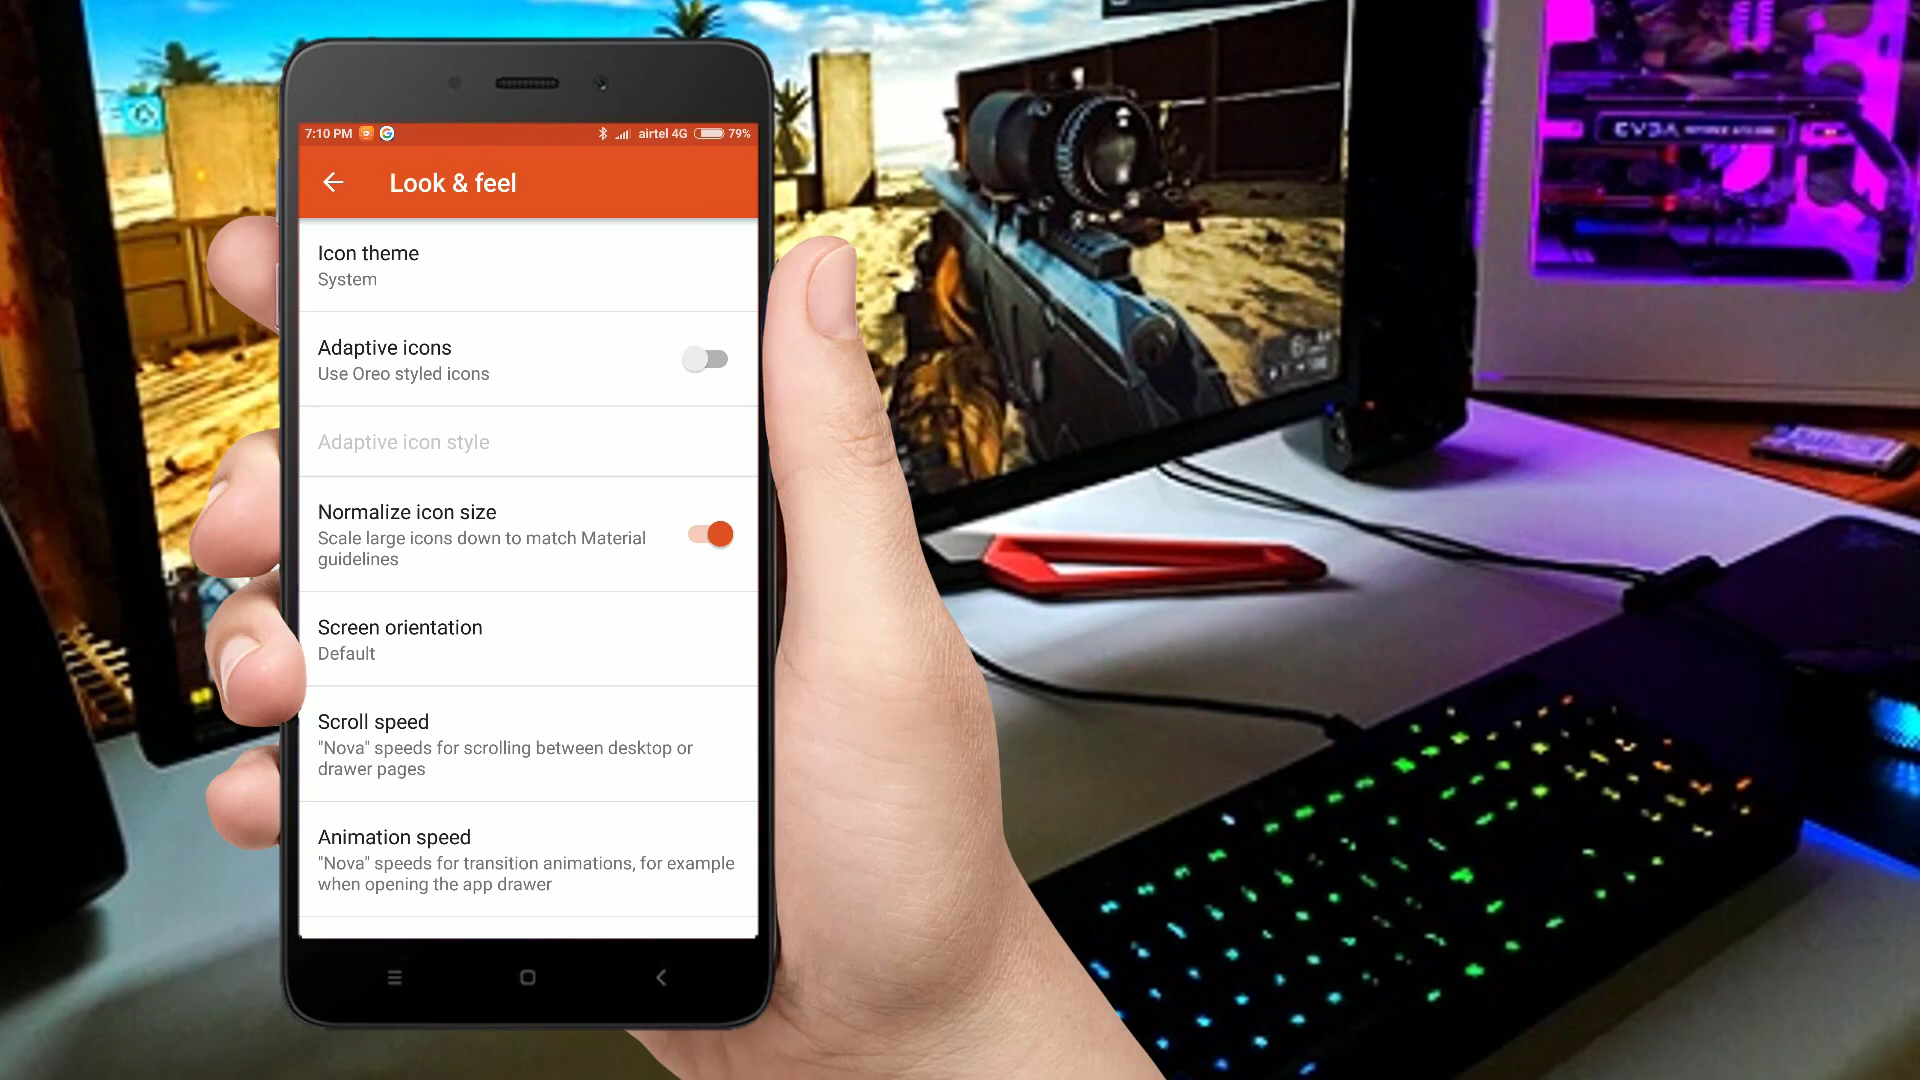 7:10 PM airtel 4G 79%
Look & feel
Icon theme
System
Adaptive icons
Use Oreo styled icons
Adaptive icon style
Normalize icon size
Scale large icons down to match Material
guidelines
Screen orientation
Default
Scroll speed
"Nova" speeds for scrolling between desktop or
drawer pages
Animation speed
"Nova" speeds for transition animations, for example
when opening the app drawer
EVGA